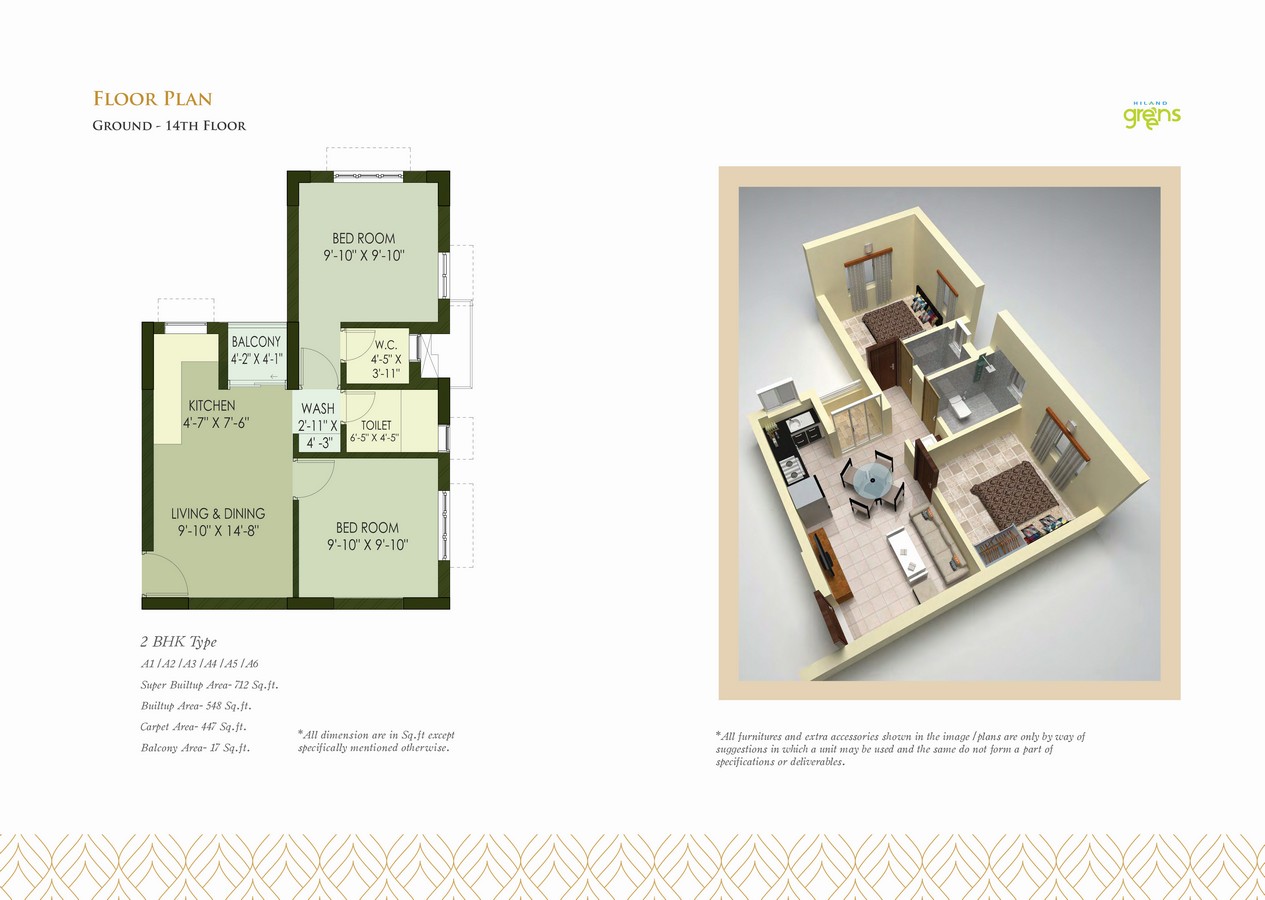 FLOOR PLAN
GROUND - 14TH FLOOR
HILAND
greens
BED ROOM
9'-10" X 9'-10"
BALCONY
4'-2" X 4'-1"
W.C.
4'-5" X
3'-11"
KITCHEN
4'-7" X 7'-6"
WASH
2'-11" X
4' -3"
TOILET
6'-5" X 4'-5"
LIVING & DINING
9'-10" X 14'-8"
BED ROOM
9'-10" X 9'-10"
2 BHK Type
A1 /A2 /A3 /A4 /A5 /A6
Super Builtup Area- 712 Sq.ft.
Builtup Area- 548 Sq.ft.
Carpet Area- 447 Sq.ft.
Balcony Area- 17 Sq.ft.
*All dimension are in Sq.ft except
specifically mentioned otherwise.
*All furnitures and extra accessories shown in the image /plans are only by way of
suggestions in which a unit may be used and the same do not form a part of
specifications or deliverables.